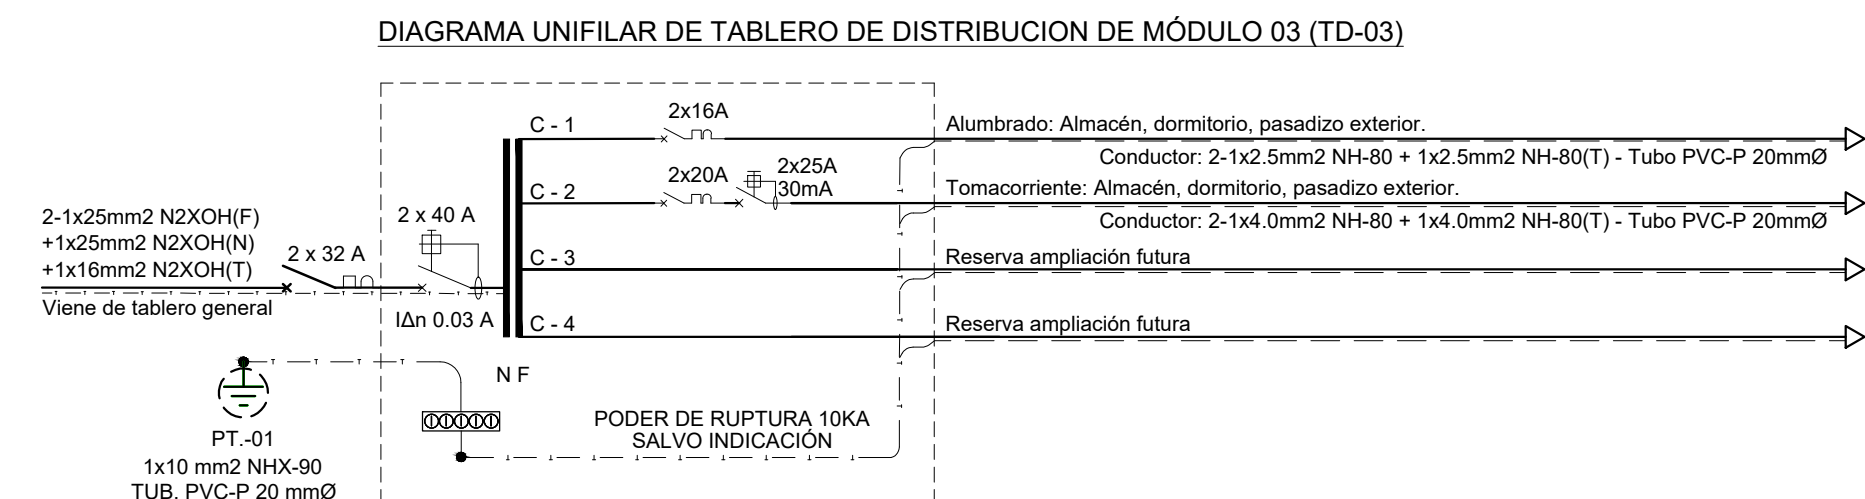 DIAGRAMA UNIFILAR DE TABLERO DE DISTRIBUCION DE MÓDULO 03 (TD-03)
2-1x25mm2 N2XOH(F)
+1x25mm2 N2XOH(N)
+1x16mm2 N2XOH(T)
Viene de tablero general
2 x 32 A
2 x 40 A
I∆n 0.03 A
N F
C - 1
2x16A
Alumbrado: Almacén, dormitorio, pasadizo exterior.
Conductor: 2-1x2.5mm2 NH-80 + 1x2.5mm2 NH-80(T) - Tubo PVC-P 20mmØ
C - 2
2x20A
2x25A
30mA
Tomacorriente: Almacén, dormitorio, pasadizo exterior.
Conductor: 2-1x4.0mm2 NH-80 + 1x4.0mm2 NH-80(T) - Tubo PVC-P 20mmØ
C - 3
Reserva ampliación futura
C - 4
Reserva ampliación futura
PODER DE RUPTURA 10KA
SALVO INDICACIÓN
PT.-01
1x10 mm2 NHX-90
TUB. PVC-P 20 mmØ